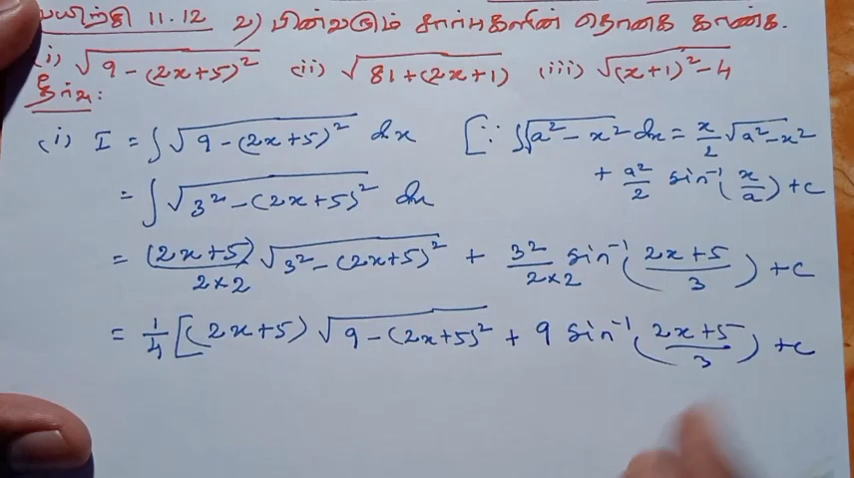 பயிற்சி 11.12 2) பின்வரும் சார்புகளின் தொகை காண்க.
(i) √(9-(2x+5)²) (ii) √(81+(2x+1)) (iii) √((x+1)²-4)
தீர்வு:
(i) I = ∫ √(9-(2x+5)²) dx [∵ ∫√(a²-x²) dx = x/2 √(a²-x²)
+ a²/2 sin⁻¹(x/a) + c
= ∫ √(3²-(2x+5)²) dx
= (2x+5)/(2×2) √(3²-(2x+5)²) + 3²/(2×2) sin⁻¹((2x+5)/3) + c
= 1/4 [(2x+5) √(9-(2x+5)²) + 9 sin⁻¹((2x+5)/3) + c